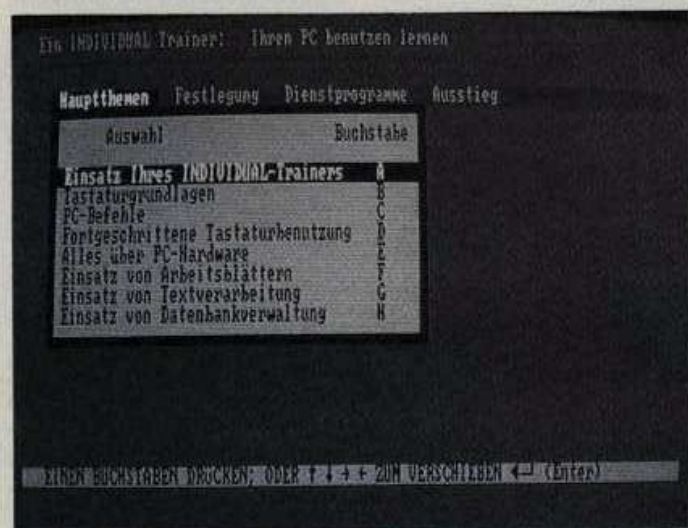 Ein INDIVIDUAL Trainer: Ihren PC benutzen lernen
Hauptthemen Festlegung Dienstprogramme Ausstieg
Auswahl Buchstabe
Einsatz Ihres INDIVIDUAL-Trainers A
Tastaturgrundlagen B
PC-Befehle C
Fortgeschrittene Tastaturbenutzung D
Alles über PC-Hardware E
Einsatz von Arbeitsblättern F
Einsatz von Textverarbeitung G
Einsatz von Datenbankverwaltung H
EINEN BUCHSTABEN DRÜCKEN; ODER ↑ ↓ → ← ZUM VERSCHIEBEN ↵ (Enter)